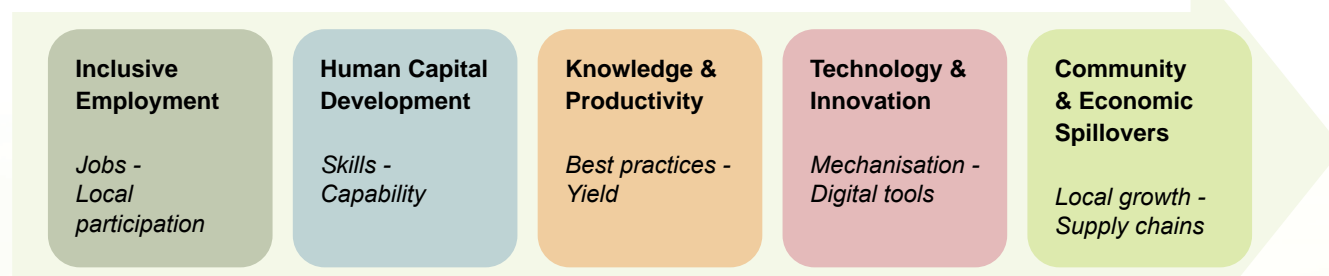 Inclusive
Employment
Jobs -
Local
participation
Human Capital
Development
Skills -
Capability
Knowledge &
Productivity
Best practices -
Yield
Technology &
Innovation
Mechanisation -
Digital tools
Community
& Economic
Spillovers
Local growth -
Supply chains